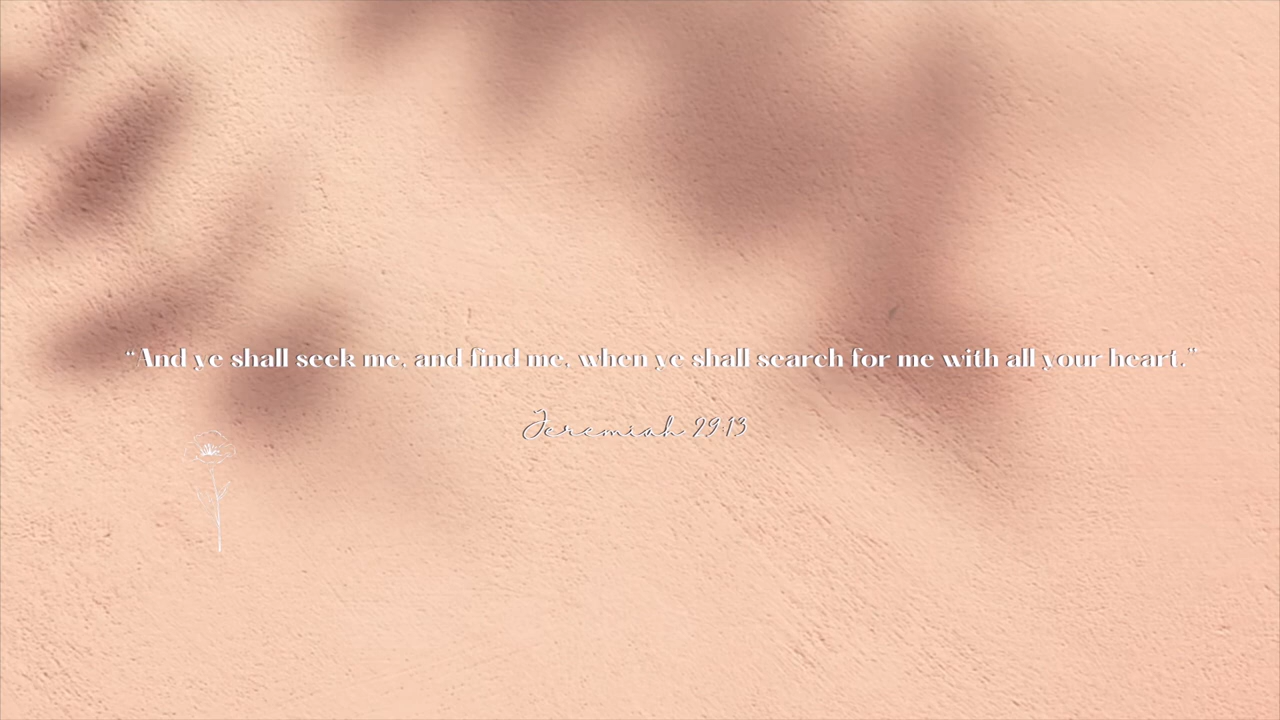 “And ye shall seek me, and find me, when ye shall search for me with all your heart.”
Jeremiah 29:13